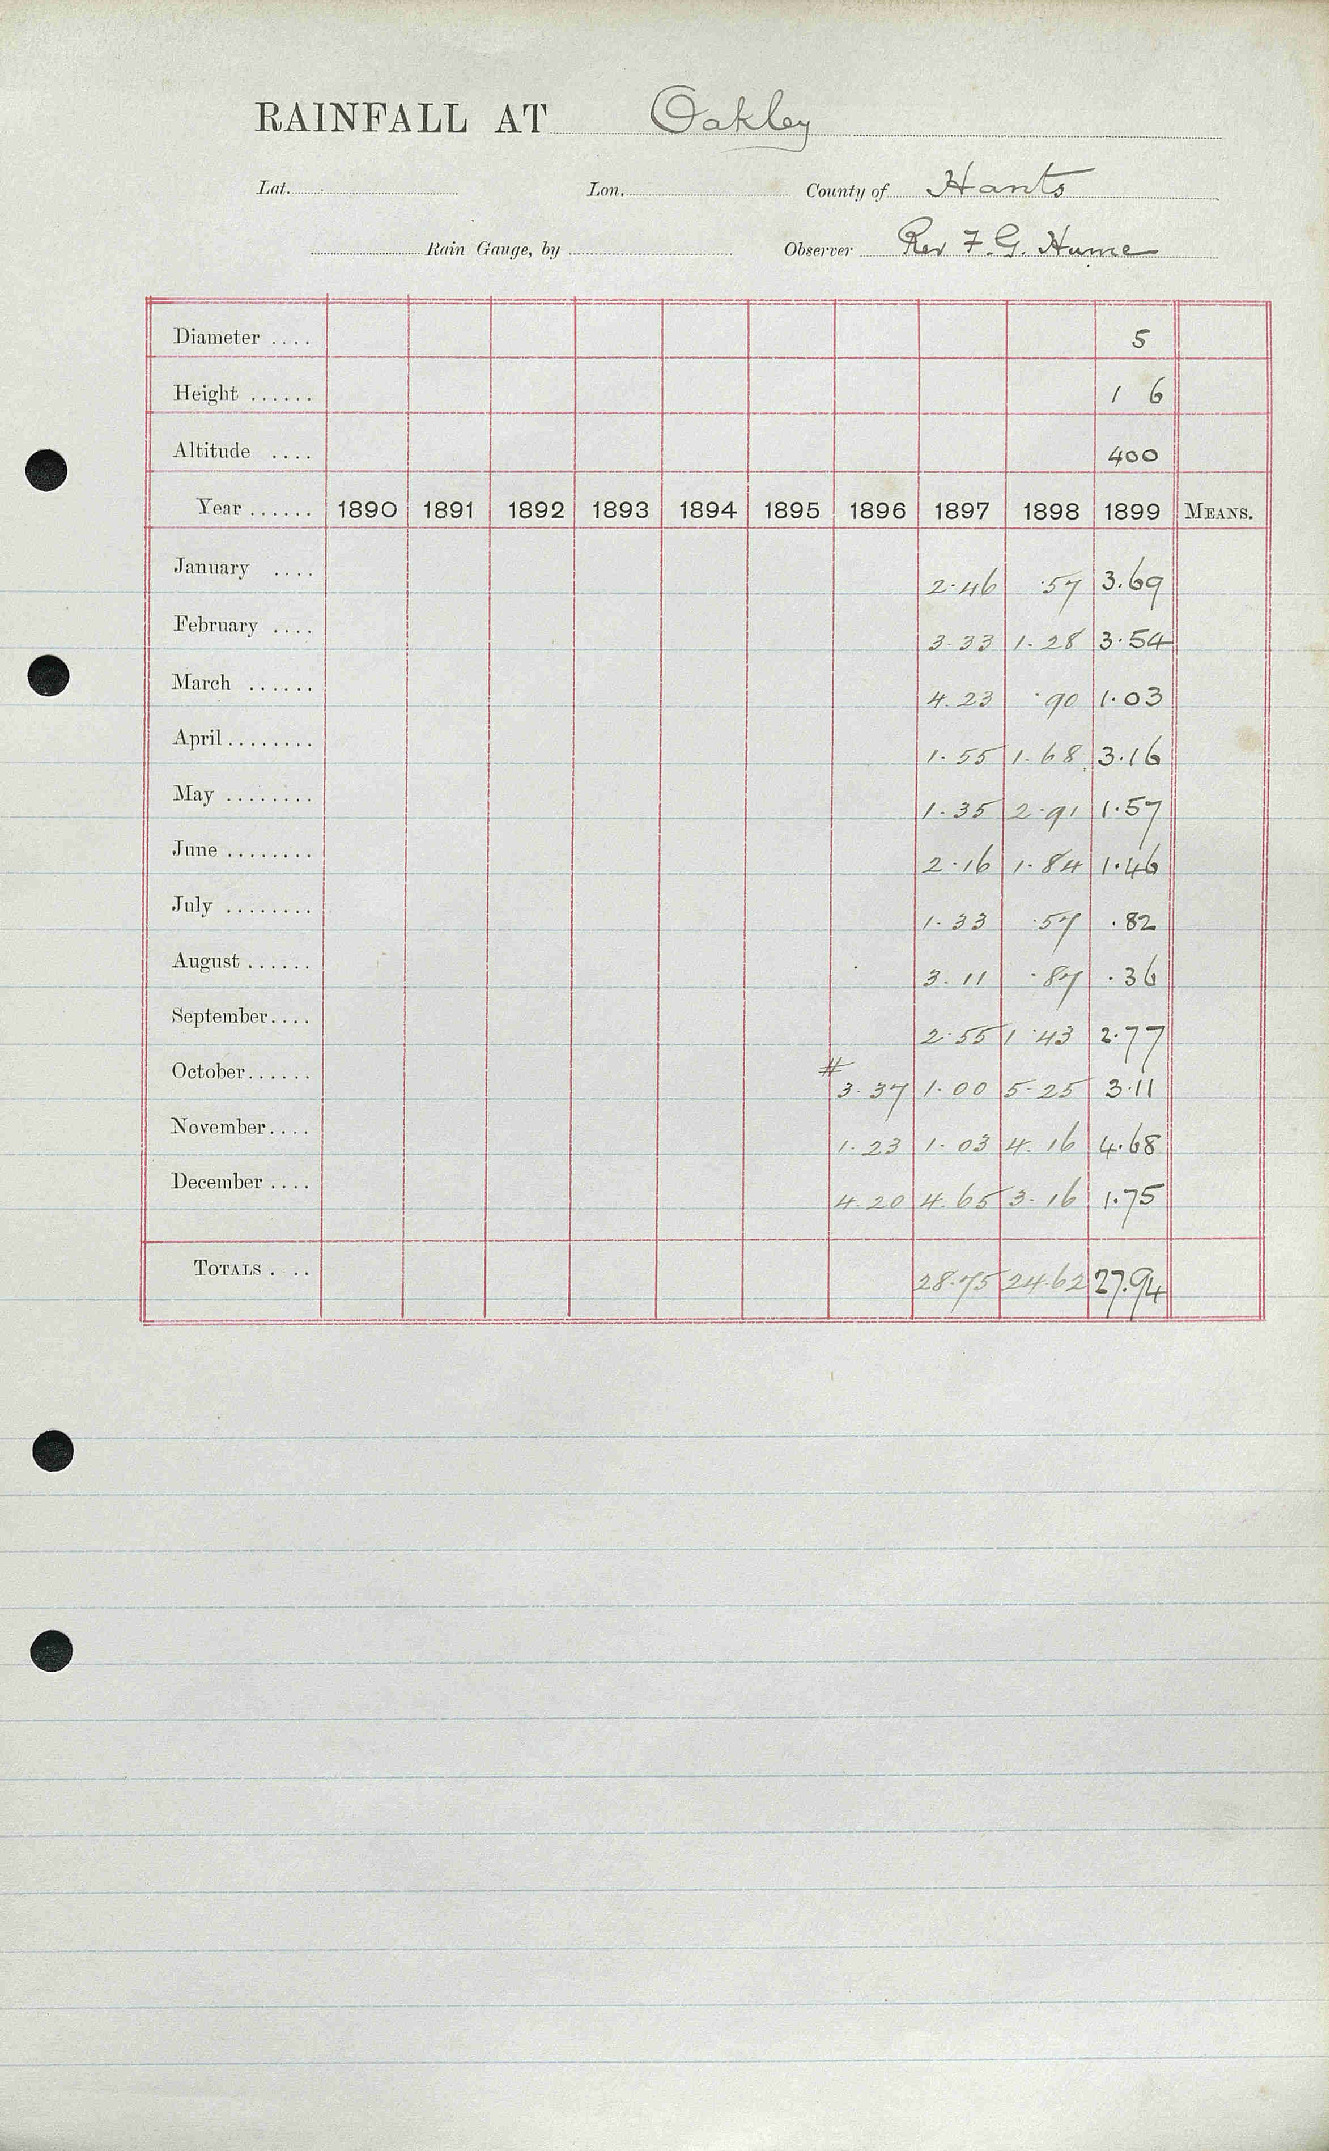 RAINFALL AT Oakley
Lat. Lon. County of Hants
Rain Gauge, by Observer Rev F. G. Hume
Diameter .... 5
Height ...... 1 6
Altitude .... 400
Year ...... 1890 1891 1892 1893 1894 1895 1896 1897 1898 1899 MEANS.
January .... 2.46 .57 3.69
February .... 3.33 1.28 3.54
March ...... 4.23 .90 1.03
April ........ 1.55 1.68 3.16
May ........ 1.35 2.91 1.57
June ........ 2.16 1.84 1.46
July ........ 1.33 .57 .82
August ...... 3.11 .87 .36
September.... 2.55 1.43 2.77
October...... # 3.37 1.00 5.25 3.11
November.... 1.23 1.03 4.16 4.68
December .... 4.20 4.65 3.16 1.75
TOTALS . .. 28.75 24.62 27.94